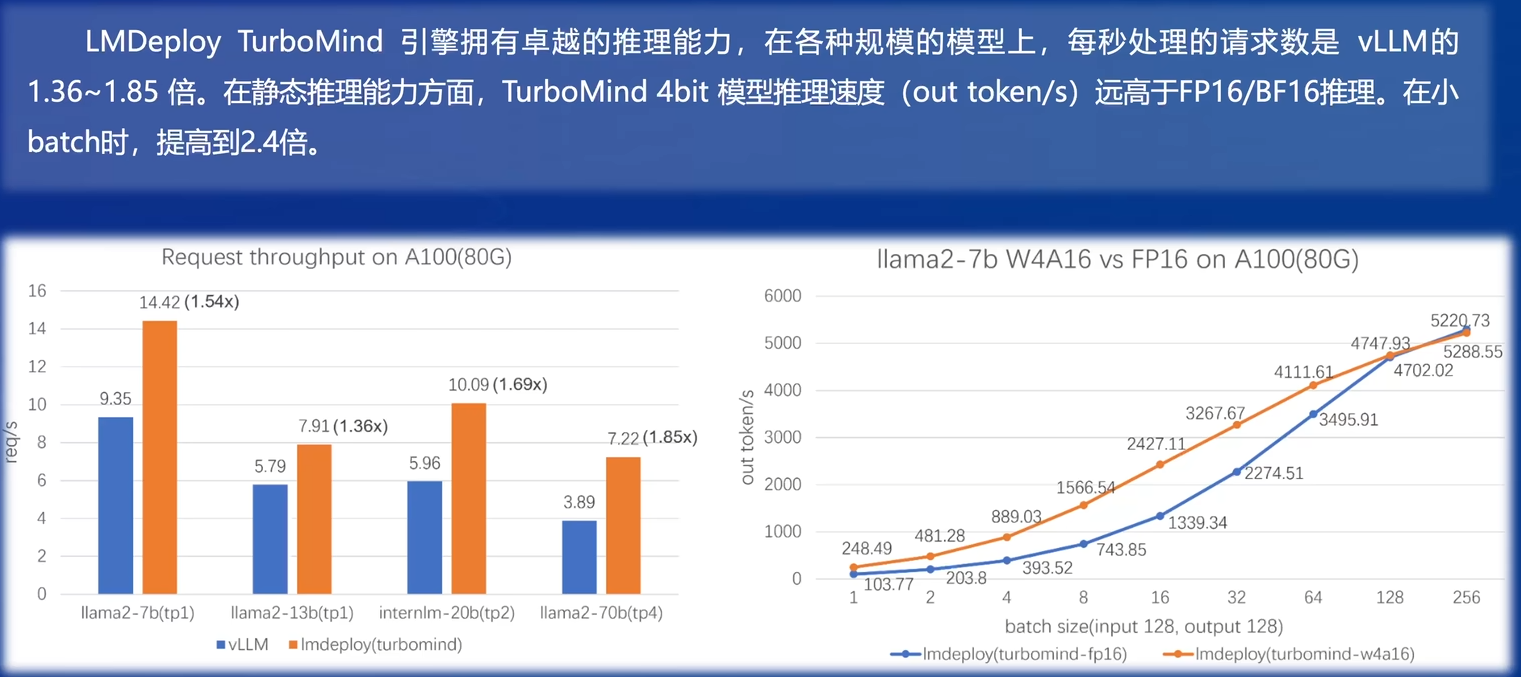 LMDeploy TurboMind 引擎拥有卓越的推理能力，在各种规模的模型上，每秒处理的请求数是 vLLM的
1.36~1.85 倍。在静态推理能力方面，TurboMind 4bit 模型推理速度（out token/s）远高于FP16/BF16推理。在小
batch时，提高到2.4倍。
Request throughput on A100(80G)
16
14
12
10
8
6
4
2
0
req/s
9.35
14.42 (1.54x)
5.79
7.91 (1.36x)
5.96
10.09 (1.69x)
3.89
7.22 (1.85x)
llama2-7b(tp1)
llama2-13b(tp1)
internlm-20b(tp2)
llama2-70b(tp4)
vLLM
lmdeploy(turbomind)
llama2-7b W4A16 vs FP16 on A100(80G)
6000
5000
4000
3000
2000
1000
0
out token/s
248.49
481.28
889.03
1566.54
2427.11
3267.67
4111.61
4747.93
5220.73
103.77
203.8
393.52
743.85
1339.34
2274.51
3495.91
4702.02
5288.55
1
2
4
8
16
32
64
128
256
batch size(input 128, output 128)
lmdeploy(turbomind-fp16)
lmdeploy(turbomind-w4a16)